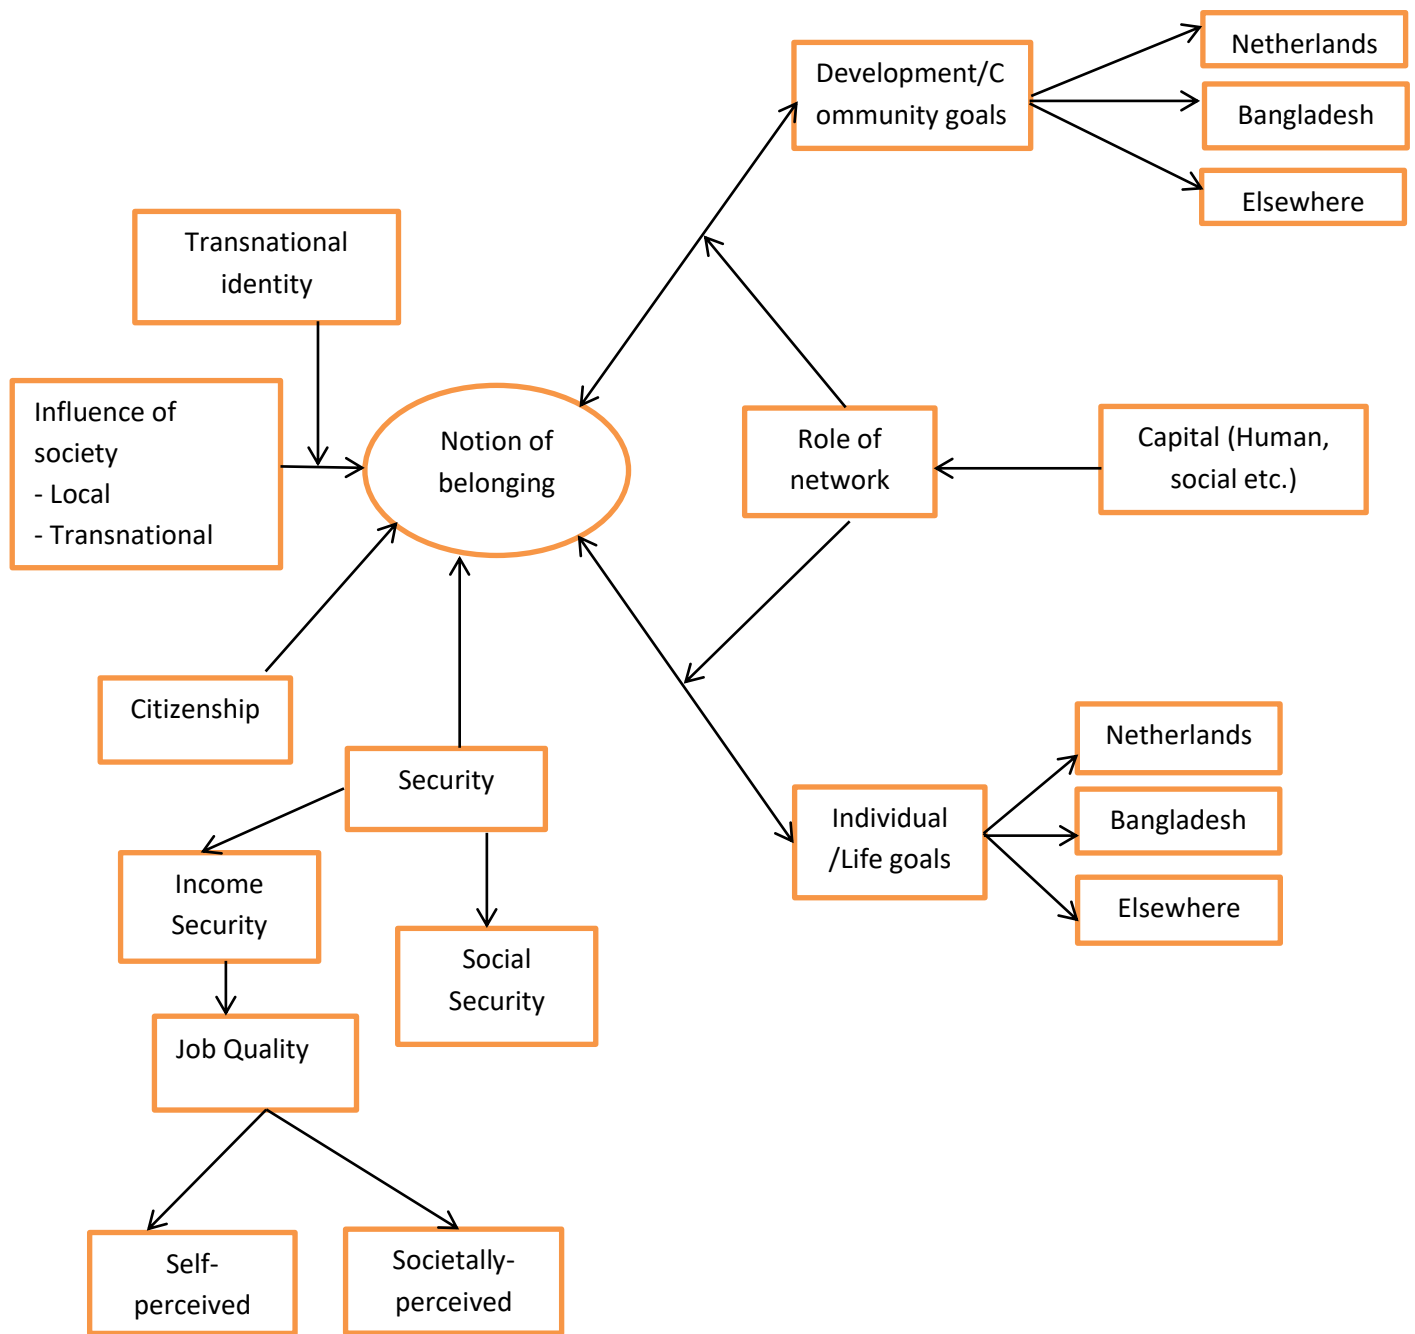 Netherlands
Development/C
ommunity goals
Bangladesh
Elsewhere
Transnational
identity
Influence of
society
- Local
- Transnational
Notion of
belonging
Role of
network
Capital (Human,
social etc.)
Citizenship
Security
Netherlands
Individual
/Life goals
Bangladesh
Elsewhere
Income
Security
Social
Security
Job Quality
Self-
perceived
Societally-
perceived